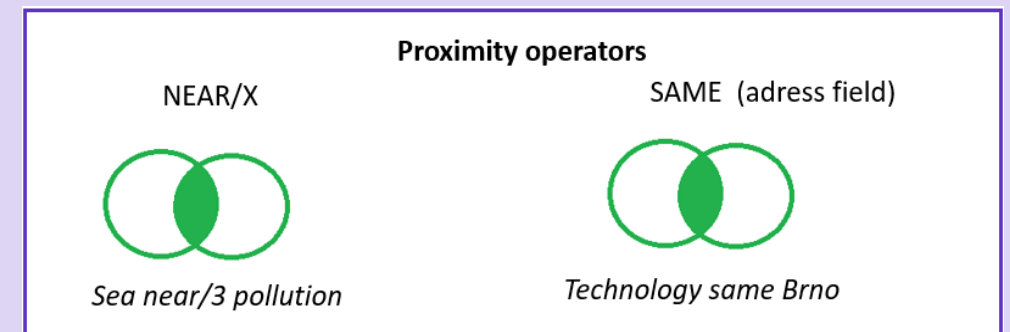 Proximity operators
NEAR/X
SAME (adress field)
Sea near/3 pollution
Technology same Brno